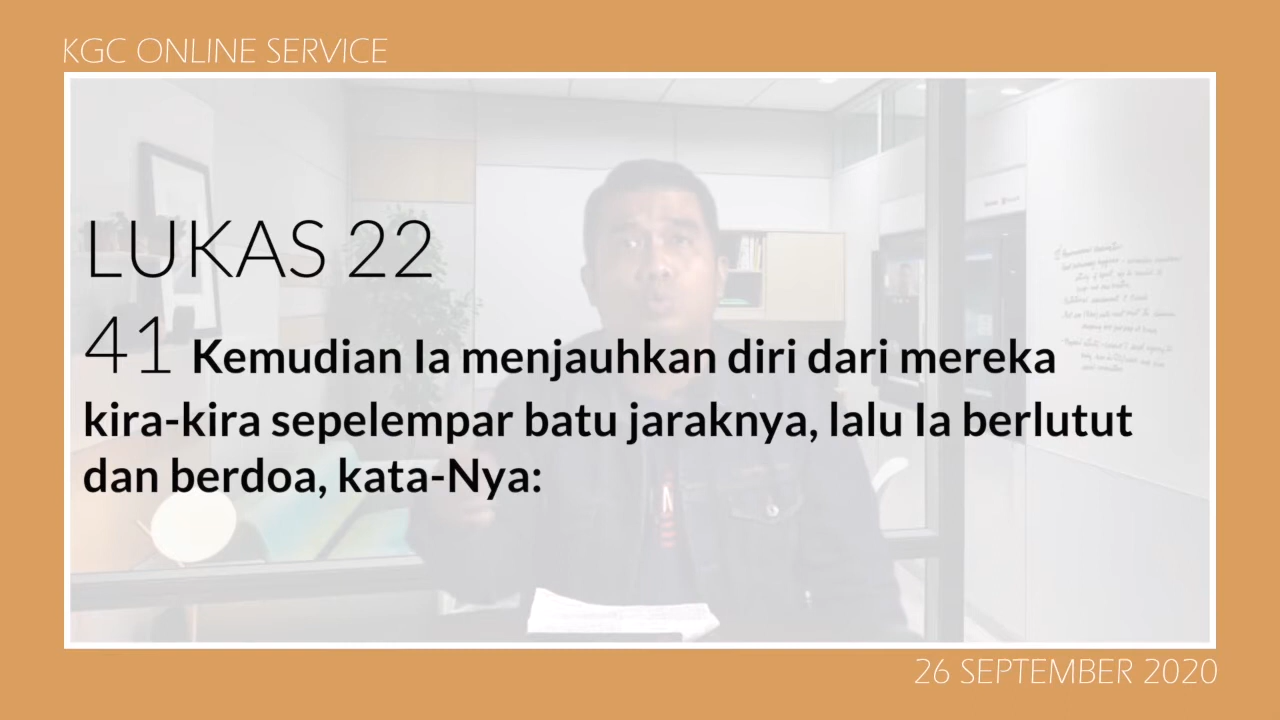 KGC ONLINE SERVICE
LUKAS 22
41 Kemudian Ia menjauhkan diri dari mereka
kira-kira sepelempar batu jaraknya, lalu Ia berlutut
dan berdoa, kata-Nya:
26 SEPTEMBER 2020